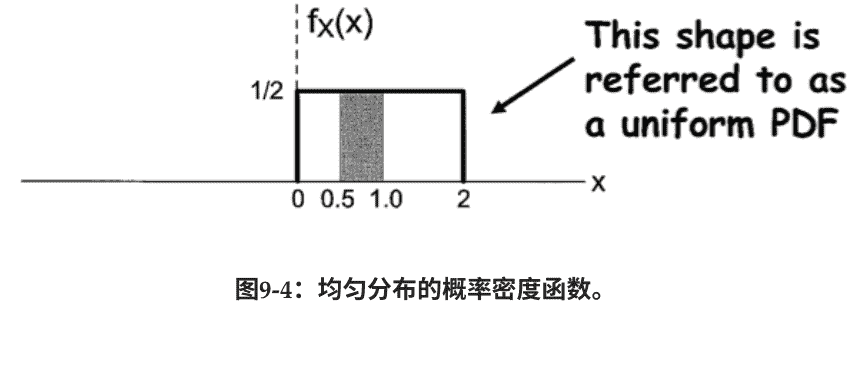 fX(x)
This shape is
referred to as
a uniform PDF
1/2
x
0 0.5 1.0 2
图9-4：均匀分布的概率密度函数。